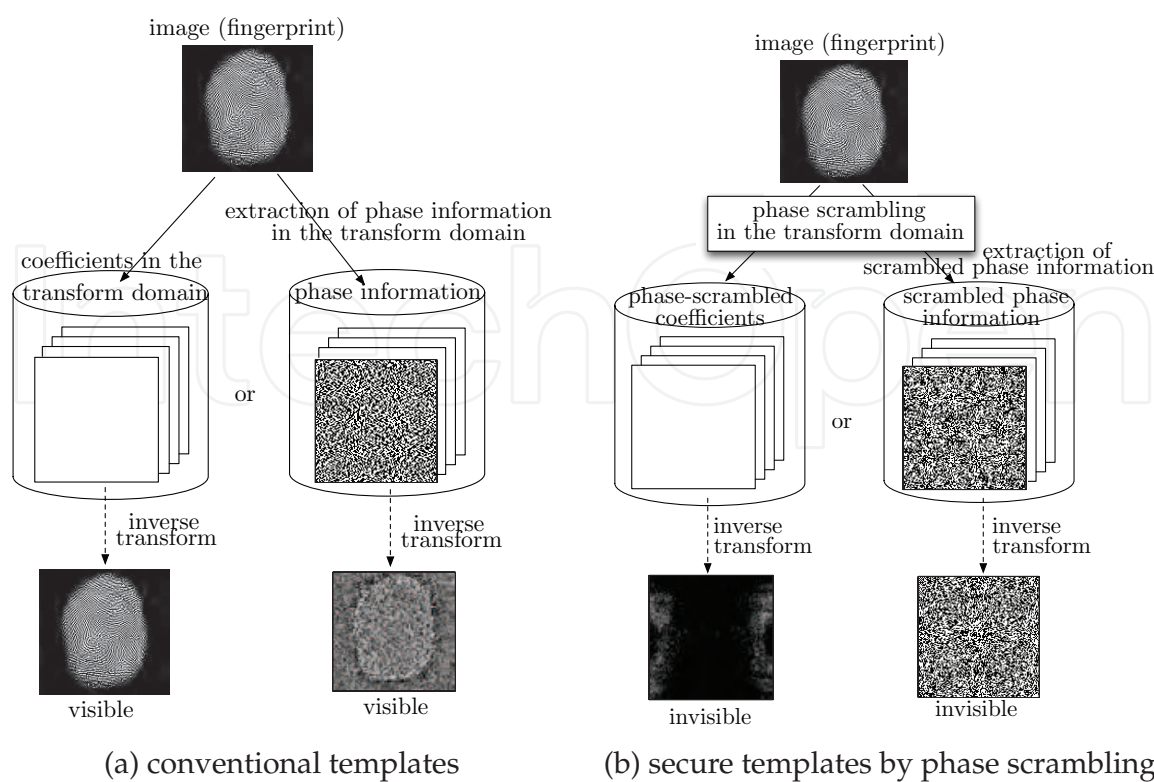 image (fingerprint)
extraction of phase information
in the transform domain
coefficients in the
transform domain
phase information
or
inverse
transform
inverse
transform
visible
visible
(a) conventional templates
image (fingerprint)
phase scrambling
in the transform domain
extraction of
scrambled phase information
phase-scrambled
coefficients
scrambled phase
information
or
inverse
transform
inverse
transform
invisible
invisible
(b) secure templates by phase scrambling
IntechOpen